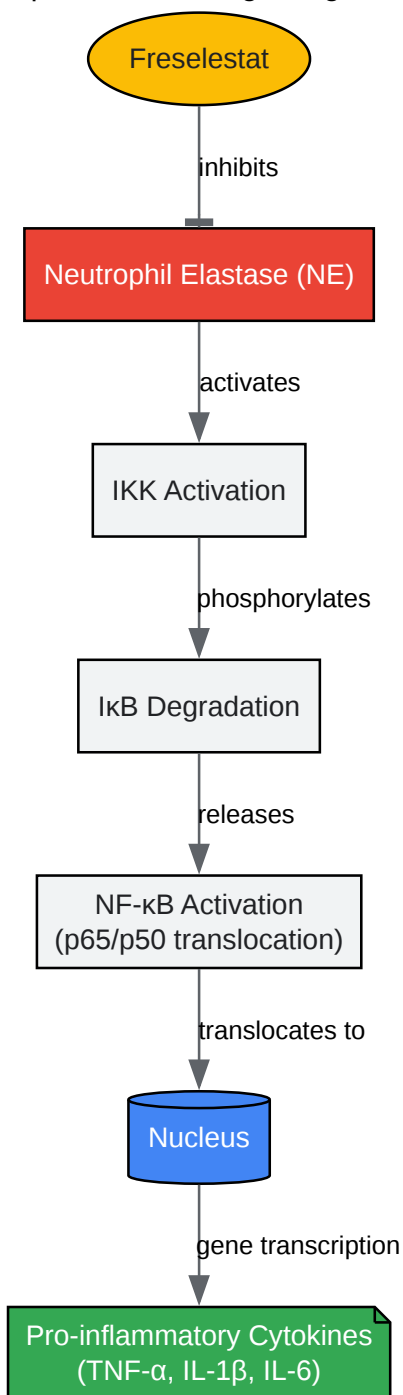 Freselestat
inhibits
Neutrophil Elastase (NE)
activates
IKK Activation
phosphorylates
IκB Degradation
releases
NF-κB Activation
(p65/p50 translocation)
translocates to
Nucleus
gene transcription
Pro-inflammatory Cytokines
(TNF-α, IL-1β, IL-6)